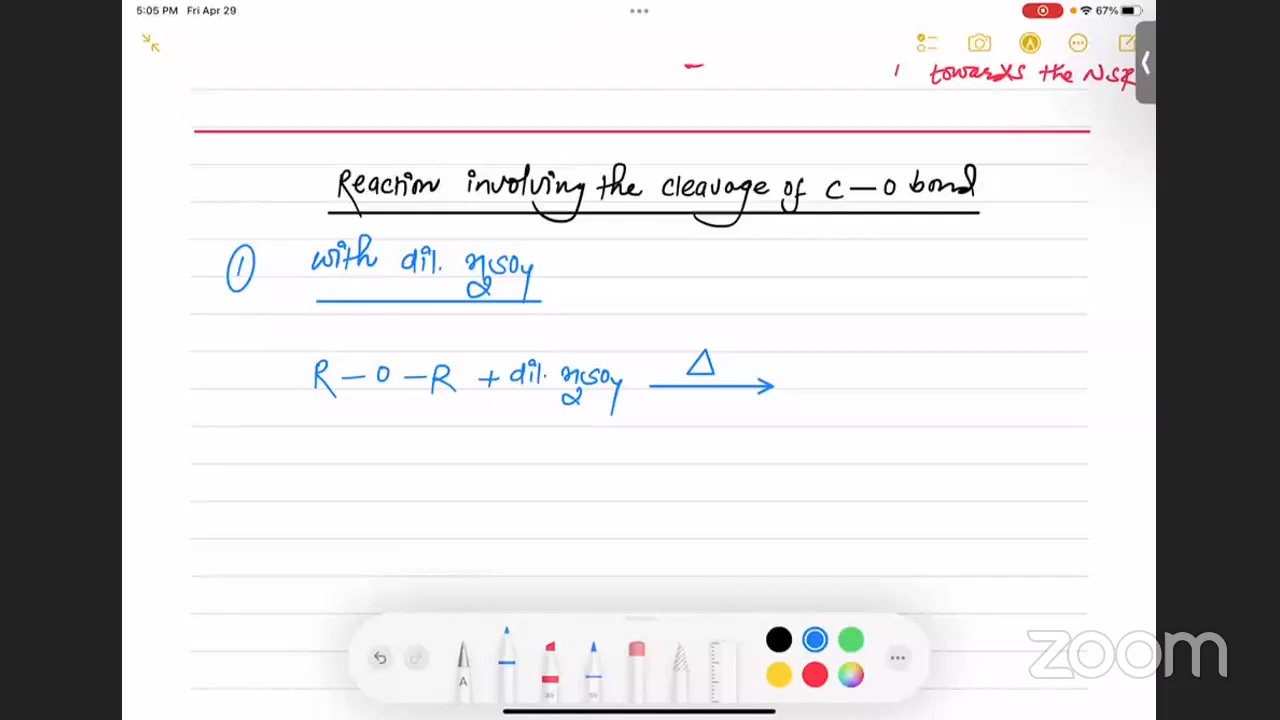 5:05 PM Fri Apr 29
67%
towards the NSR
Reaction involving the cleavage of C—O bond
① with dil. H₂SO₄
R—O—R + dil. H₂SO₄ →Δ
A
zoom